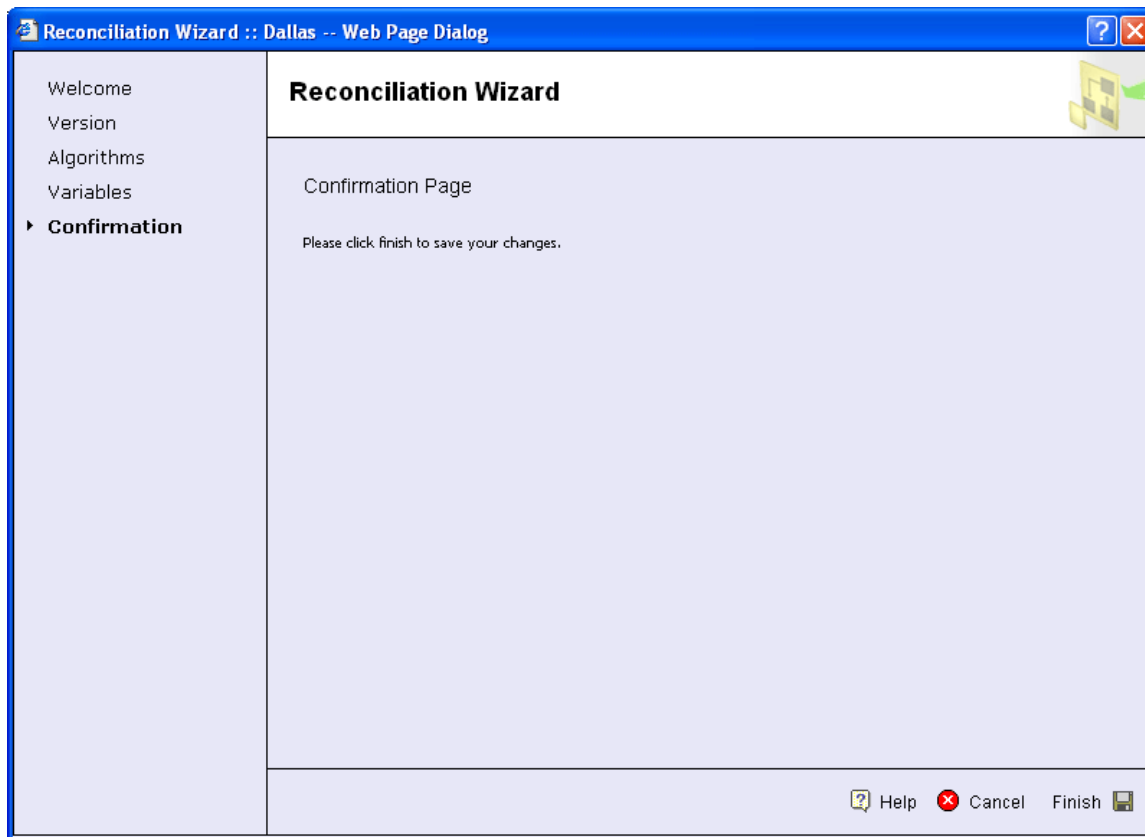 Reconciliation Wizard :: Dallas -- Web Page Dialog
Welcome
Version
Algorithms
Variables
Confirmation
Reconciliation Wizard
Confirmation Page
Please click finish to save your changes.
Help Cancel Finish